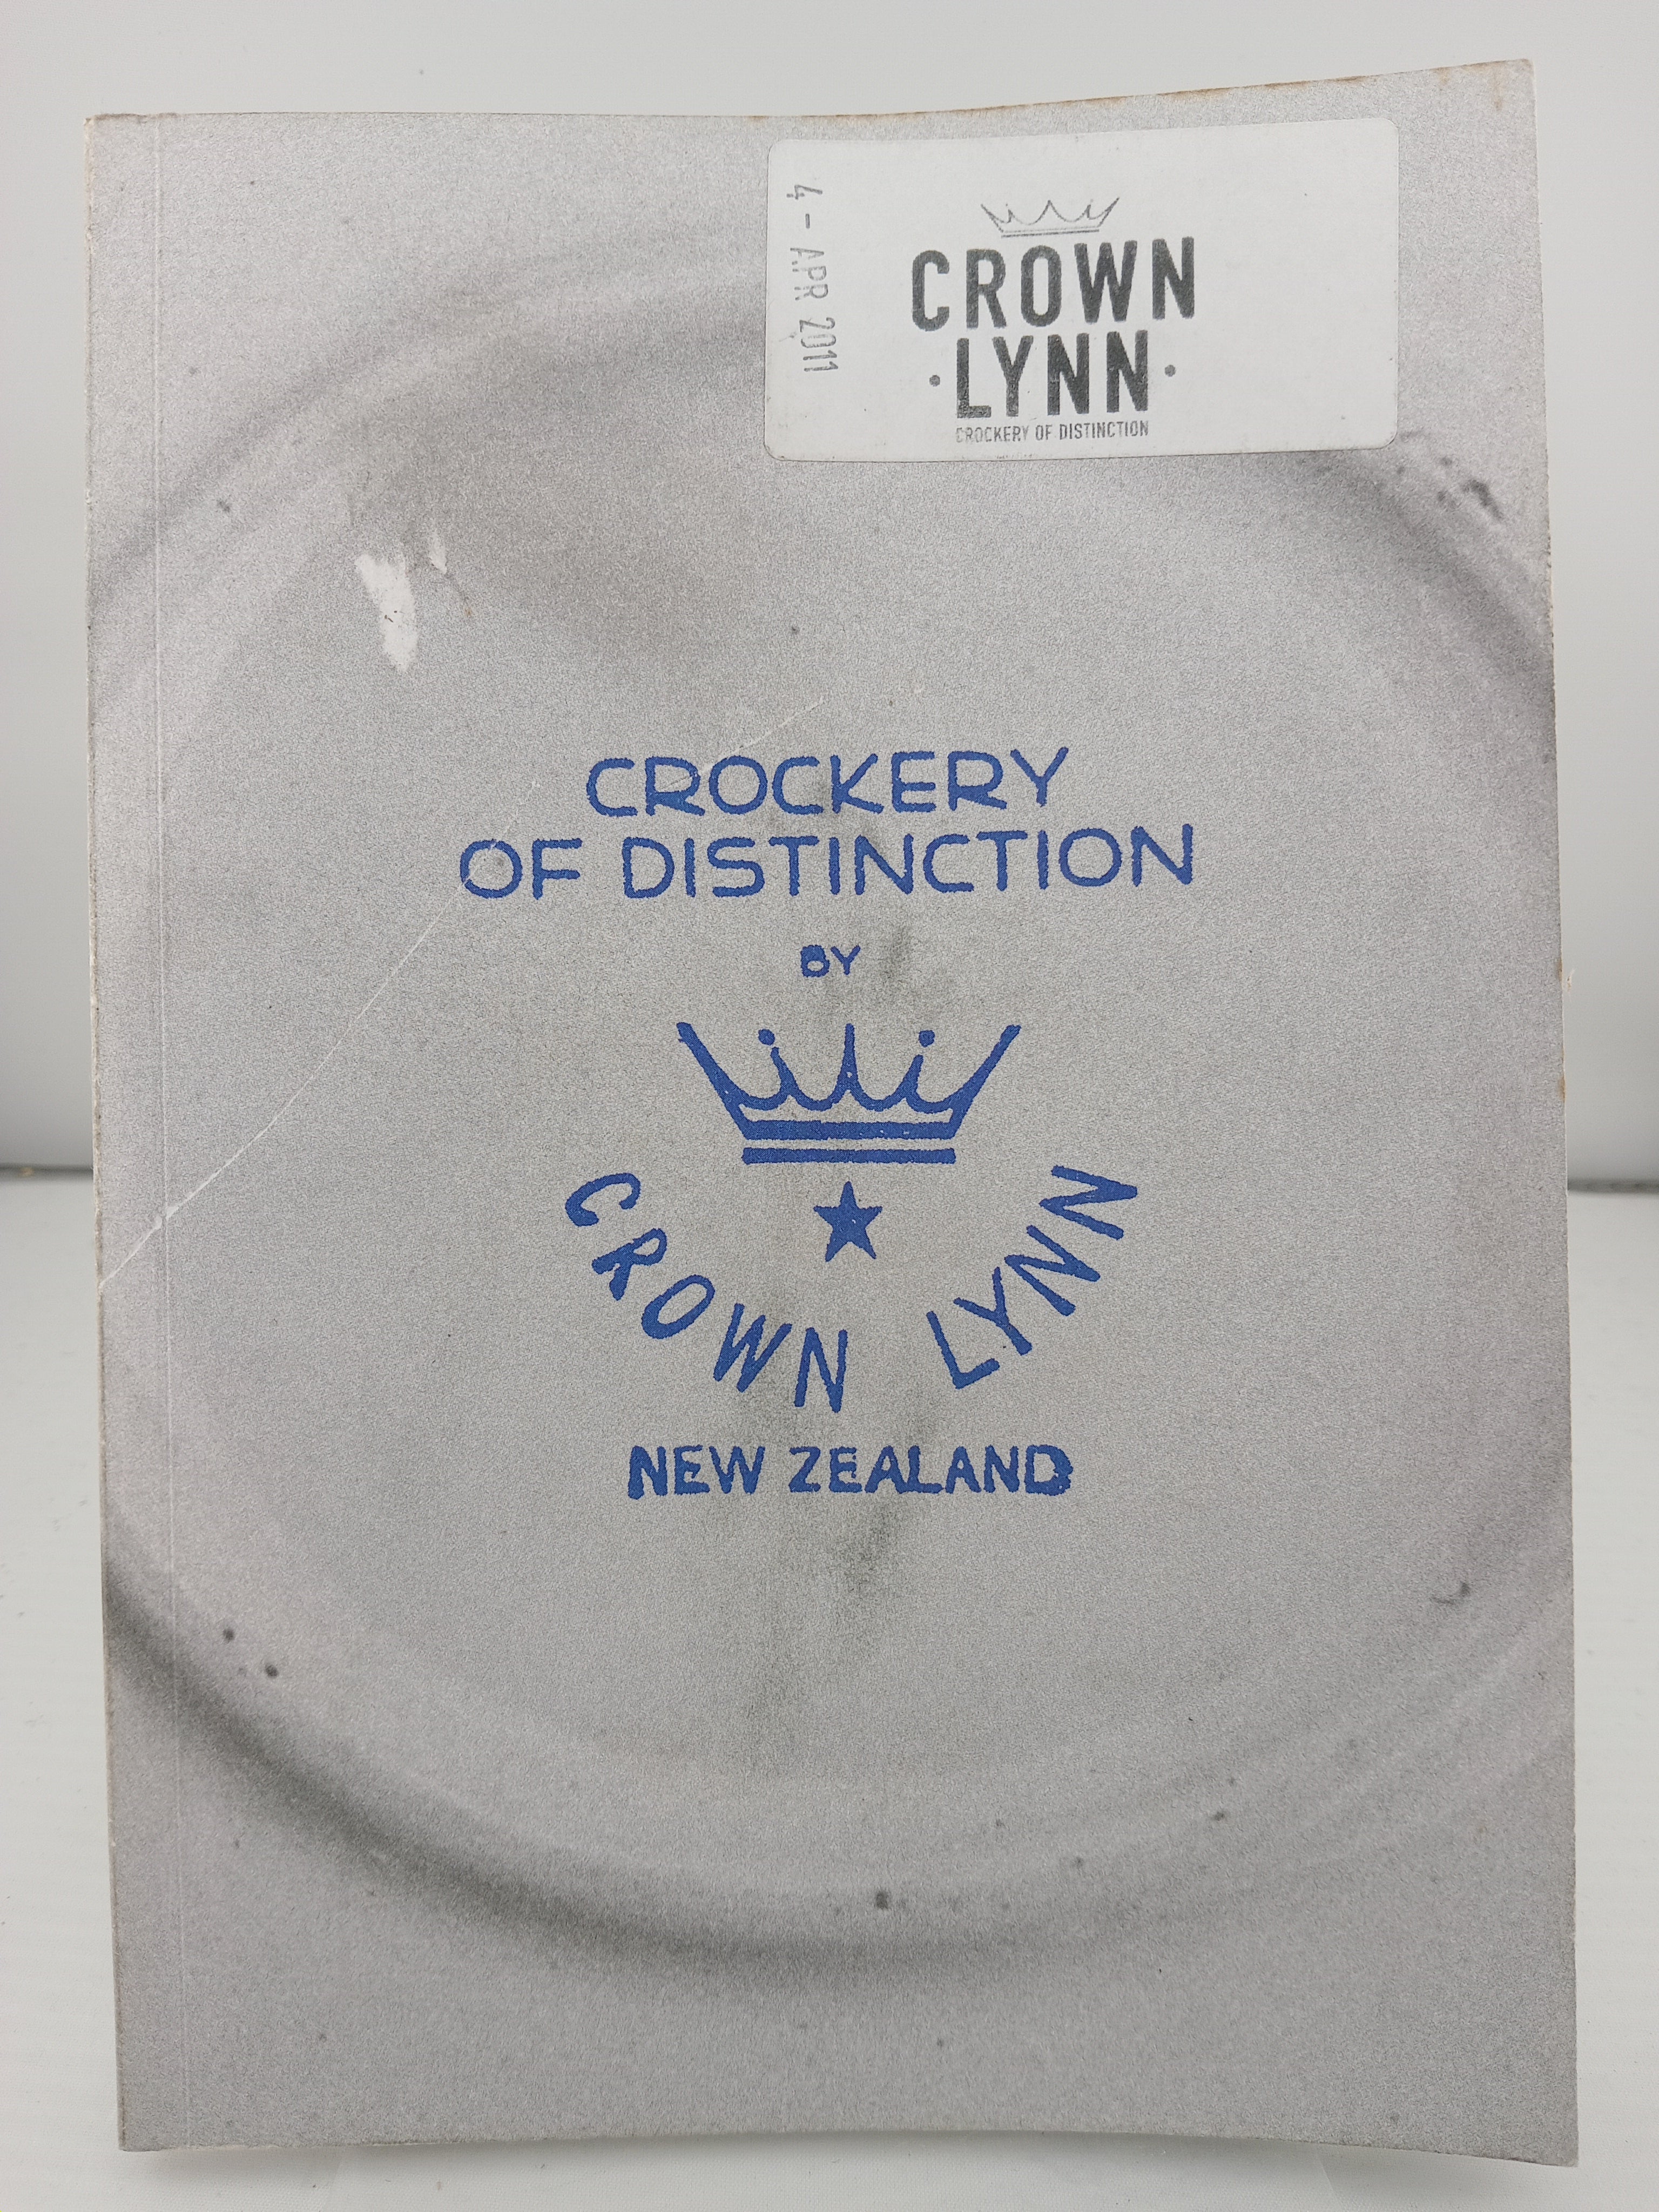 4 - APR 2011
CROWN
·LYNN·
CROCKERY OF DISTINCTION
CROCKERY
OF DISTINCTION
BY
CROWN LYNN
NEW ZEALAND